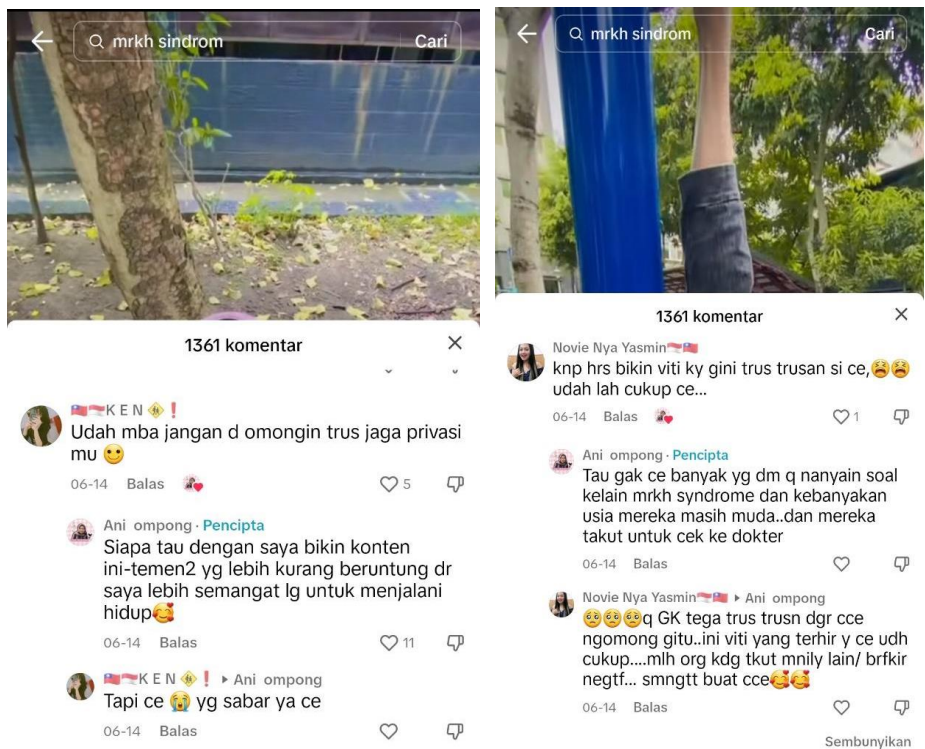 mrkh sindrom
Cari
1361 komentar
K E N
Udah mba jangan d omongin trus jaga privasi
mu
06-14 Balas
5
Ani ompong · Pencipta
Siapa tau dengan saya bikin konten
ini-temen2 yg lebih kurang beruntung dr
saya lebih semangat lg untuk menjalani
hidup🥰
06-14 Balas
11
K E N ▸ Ani ompong
Tapi ce 😭 yg sabar ya ce
06-14 Balas
mrkh sindrom
Cari
1361 komentar
Novie Nya Yasmin
knp hrs bikin viti ky gini trus trusan si ce,😫😫
udah lah cukup ce...
06-14 Balas
1
Ani ompong · Pencipta
Tau gak ce banyak yg dm q nanyain soal
kelain mrkh syndrome dan kebanyakan
usia mereka masih muda..dan mereka
takut untuk cek ke dokter
06-14 Balas
Novie Nya Yasmin ▸ Ani ompong
🥺🥺🥺q GK tega trus trusn dgr cce
ngomong gitu..ini viti yang terhir y ce udh
cukup....mlh org kdg tkut mnily lain/ brfkir
negtf... smngtt buat cce🥰🥰
06-14 Balas
Sembunyikan